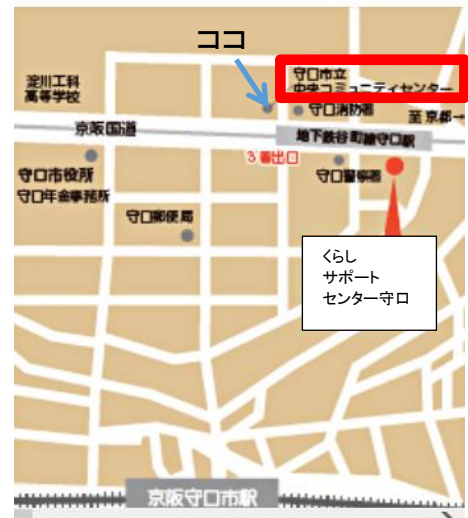 ココ
守口市立
中央コミュニティセンター
淀川工科
高等学校
守口消防署
至京都→
京阪国道
地下鉄谷町線守口駅
3番出口
守口市役所
守口年金事務所
守口警察署
守口郵便局
くらし
サポート
センター守口
京阪守口市駅